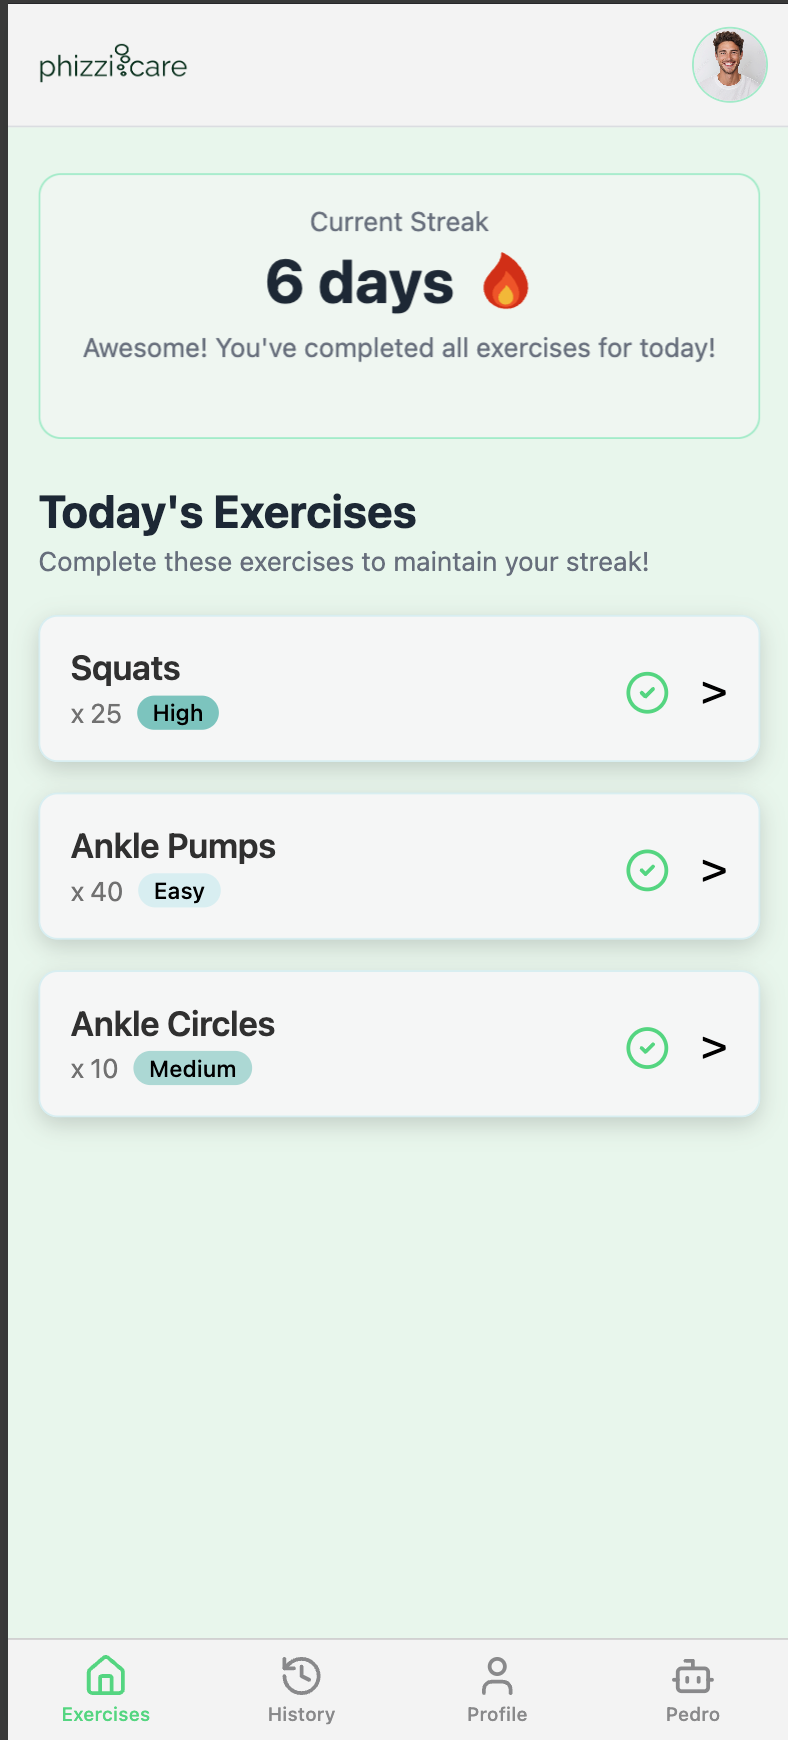 phizzicare
Current Streak
6 days 🔥
Awesome! You've completed all exercises for today!
Today's Exercises
Complete these exercises to maintain your streak!
Squats
x 25 High
>
Ankle Pumps
x 40 Easy
>
Ankle Circles
x 10 Medium
>
Exercises History Profile Pedro